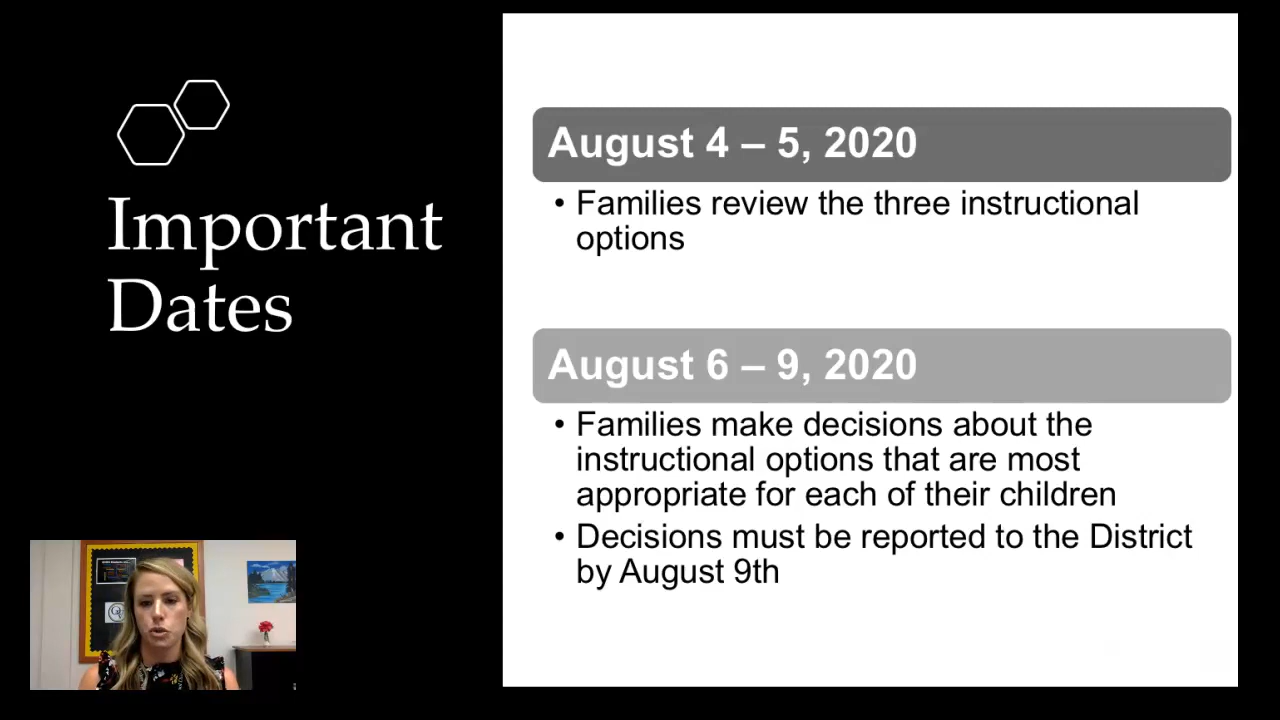 Important
Dates
August 4 – 5, 2020
• Families review the three instructional
options
August 6 – 9, 2020
• Families make decisions about the
instructional options that are most
appropriate for each of their children
• Decisions must be reported to the District
by August 9th